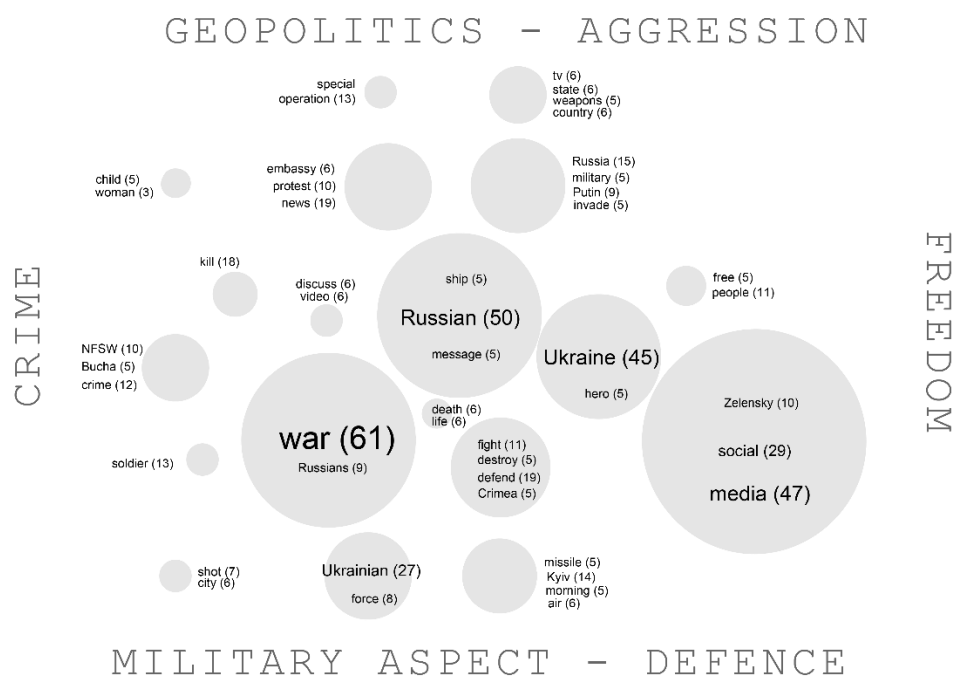 GEOPOLITICS - AGGRESSION
special
operation (13)
tv (6)
state (6)
weapons (5)
country (6)
child (5)
woman (3)
embassy (6)
protest (10)
news (19)
Russia (15)
military (5)
Putin (9)
invade (5)
CRIME
FREEDOM
kill (18)
discuss (6)
video (6)
ship (5)
Russian (50)
message (5)
free (5)
people (11)
Ukraine (45)
hero (5)
NFSW (10)
Bucha (5)
crime (12)
Zelensky (10)
social (29)
media (47)
death (6)
life (6)
war (61)
Russians (9)
fight (11)
destroy (5)
defend (19)
Crimea (5)
soldier (13)
shot (7)
city (6)
Ukrainian (27)
force (8)
missile (5)
Kyiv (14)
morning (5)
air (6)
MILITARY ASPECT - DEFENCE